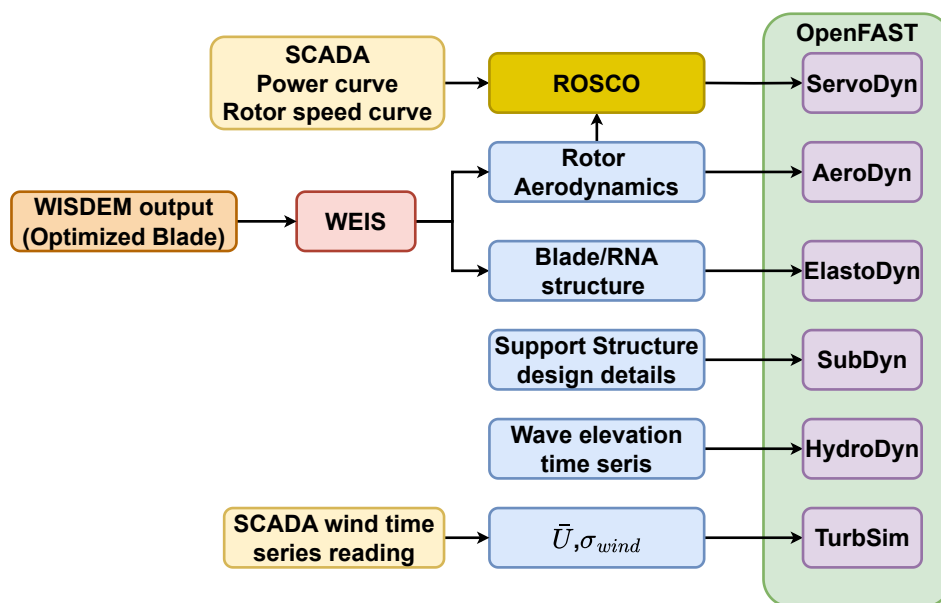 OpenFAST
SCADA
Power curve
Rotor speed curve
ROSCO
ServoDyn
Rotor
Aerodynamics
AeroDyn
WISDEM output
(Optimized Blade)
WEIS
Blade/RNA
structure
ElastoDyn
Support Structure
design details
SubDyn
Wave elevation
time seris
HydroDyn
SCADA wind time
series reading
Ū,σ_wind
TurbSim